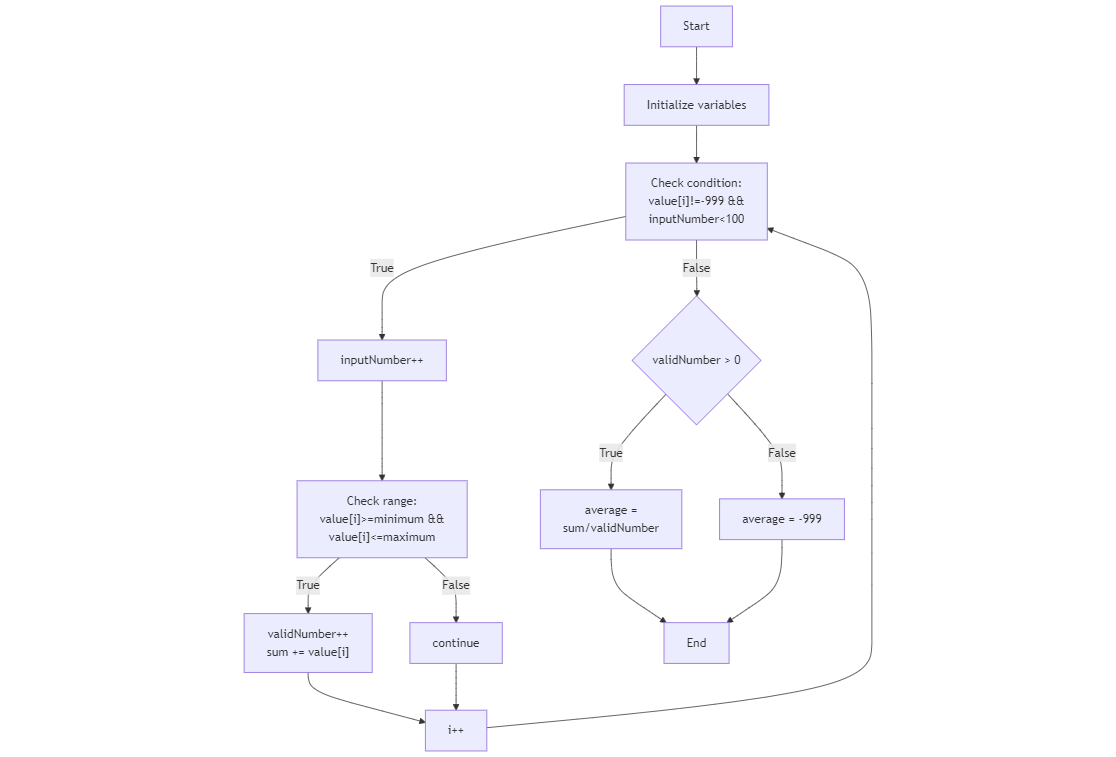 Start
Initialize variables
Check condition:
value[i]!=-999 &&
inputNumber<100
True
False
inputNumber++
validNumber > 0
True
False
Check range:
value[i]>=minimum &&
value[i]<=maximum
average =
sum/validNumber
average = -999
True
False
validNumber++
sum += value[i]
continue
End
i++